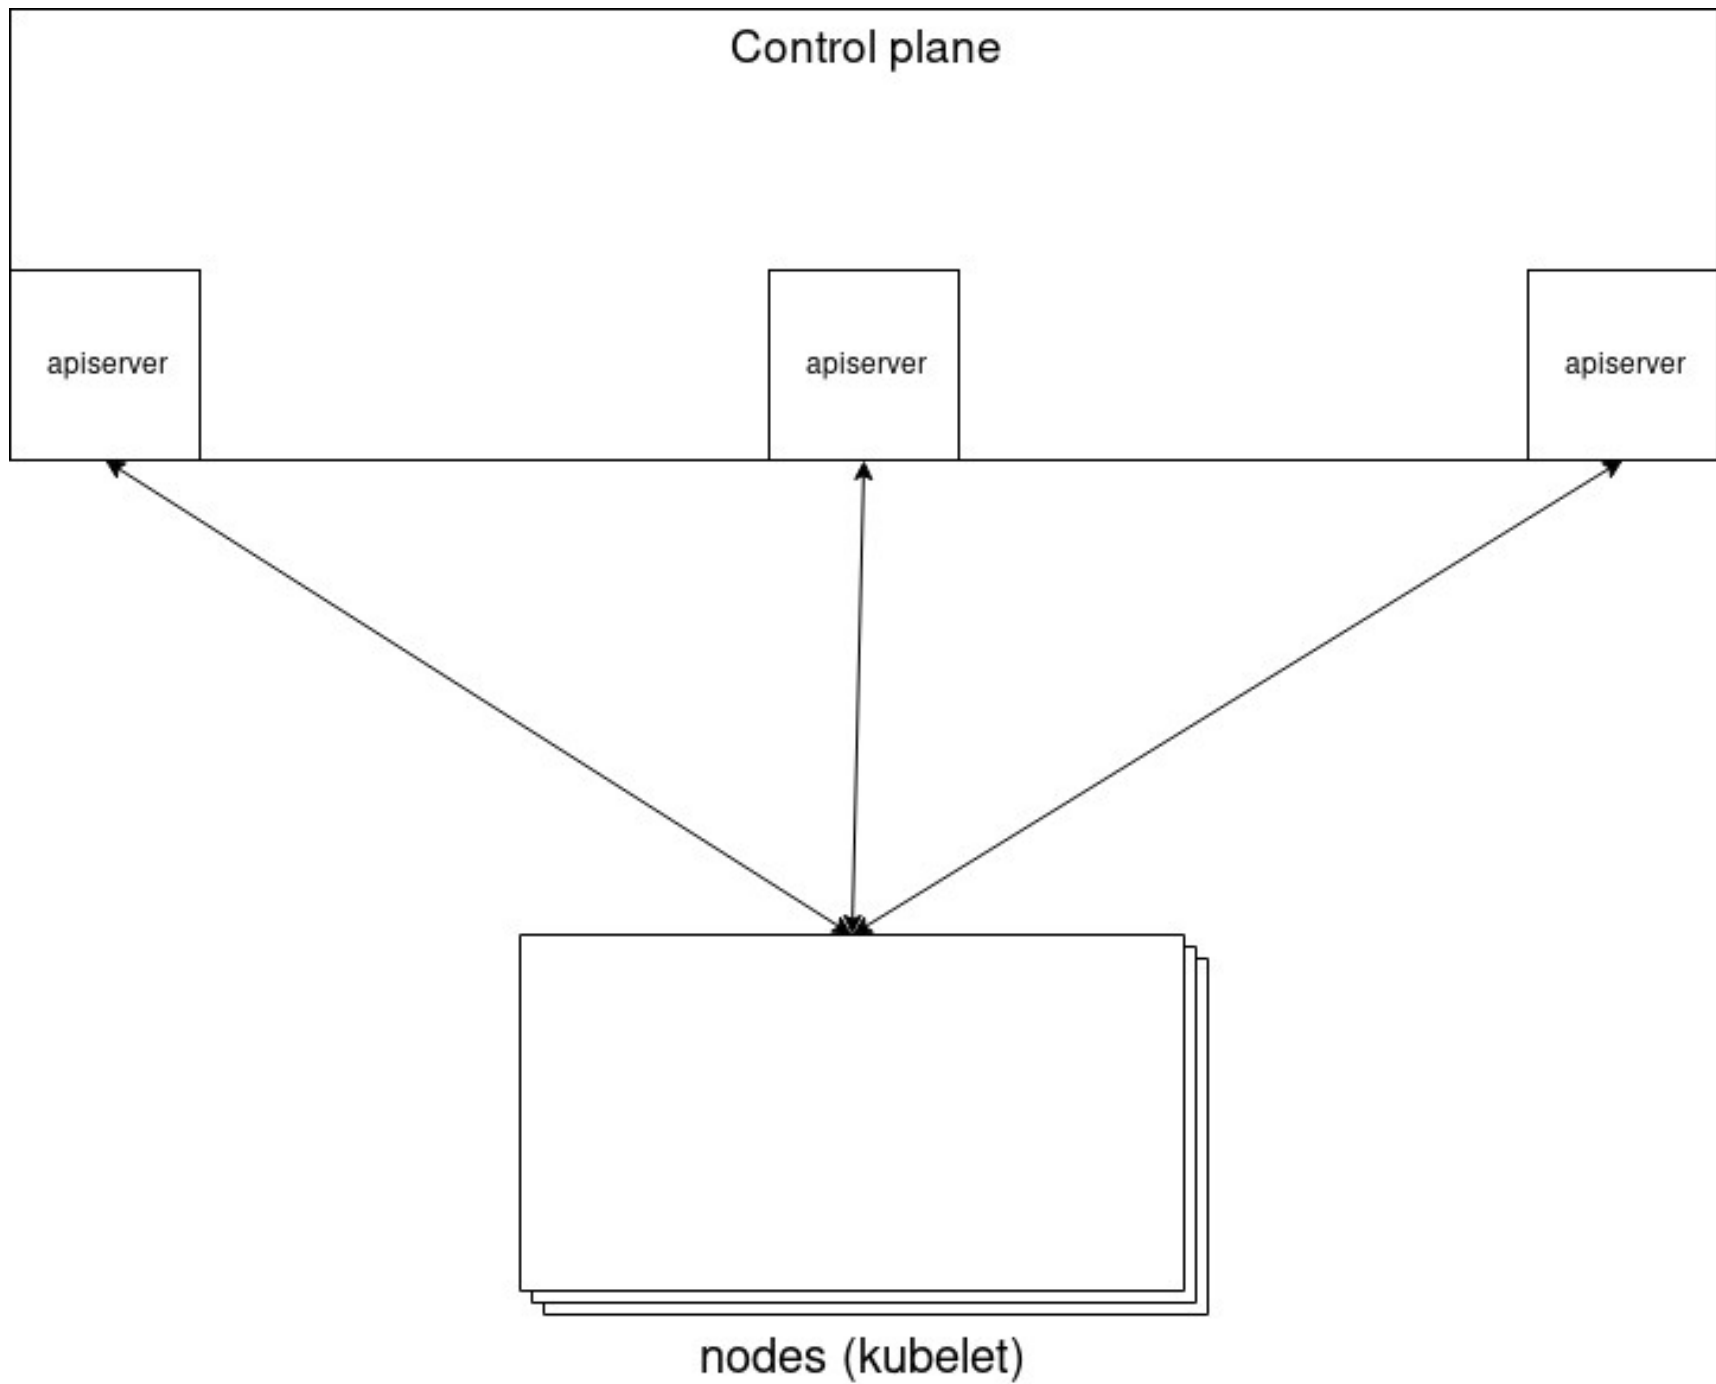 Control plane
apiserver
apiserver
apiserver
nodes (kubelet)